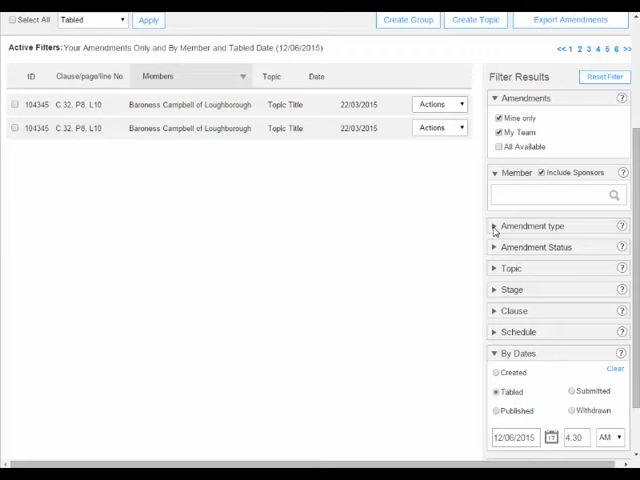 Select All Tabled Apply Create Group Create Topic Export Amendments
Active Filters: Your Amendments Only and By Member and Tabled Date (12/06/2015) << 1 2 3 4 5 6 >>
ID Clause/page/line No. Members Topic Date
104345 C.32, P8, L10 Baroness Campbell of Loughborough Topic Title 22/03/2015 Actions
104345 C.32, P8, L10 Baroness Campbell of Loughborough Topic Title 22/03/2015 Actions
Filter Results Reset Filter
Amendments ?
Mine only
My Team
All Available
Member Include Sponsors ?
Amendment type ?
Amendment Status ?
Topic ?
Stage ?
Clause ?
Schedule ?
By Dates ?
Created Clear
Tabled Submitted
Published Withdrawn
12/06/2015 17 4.30 AM